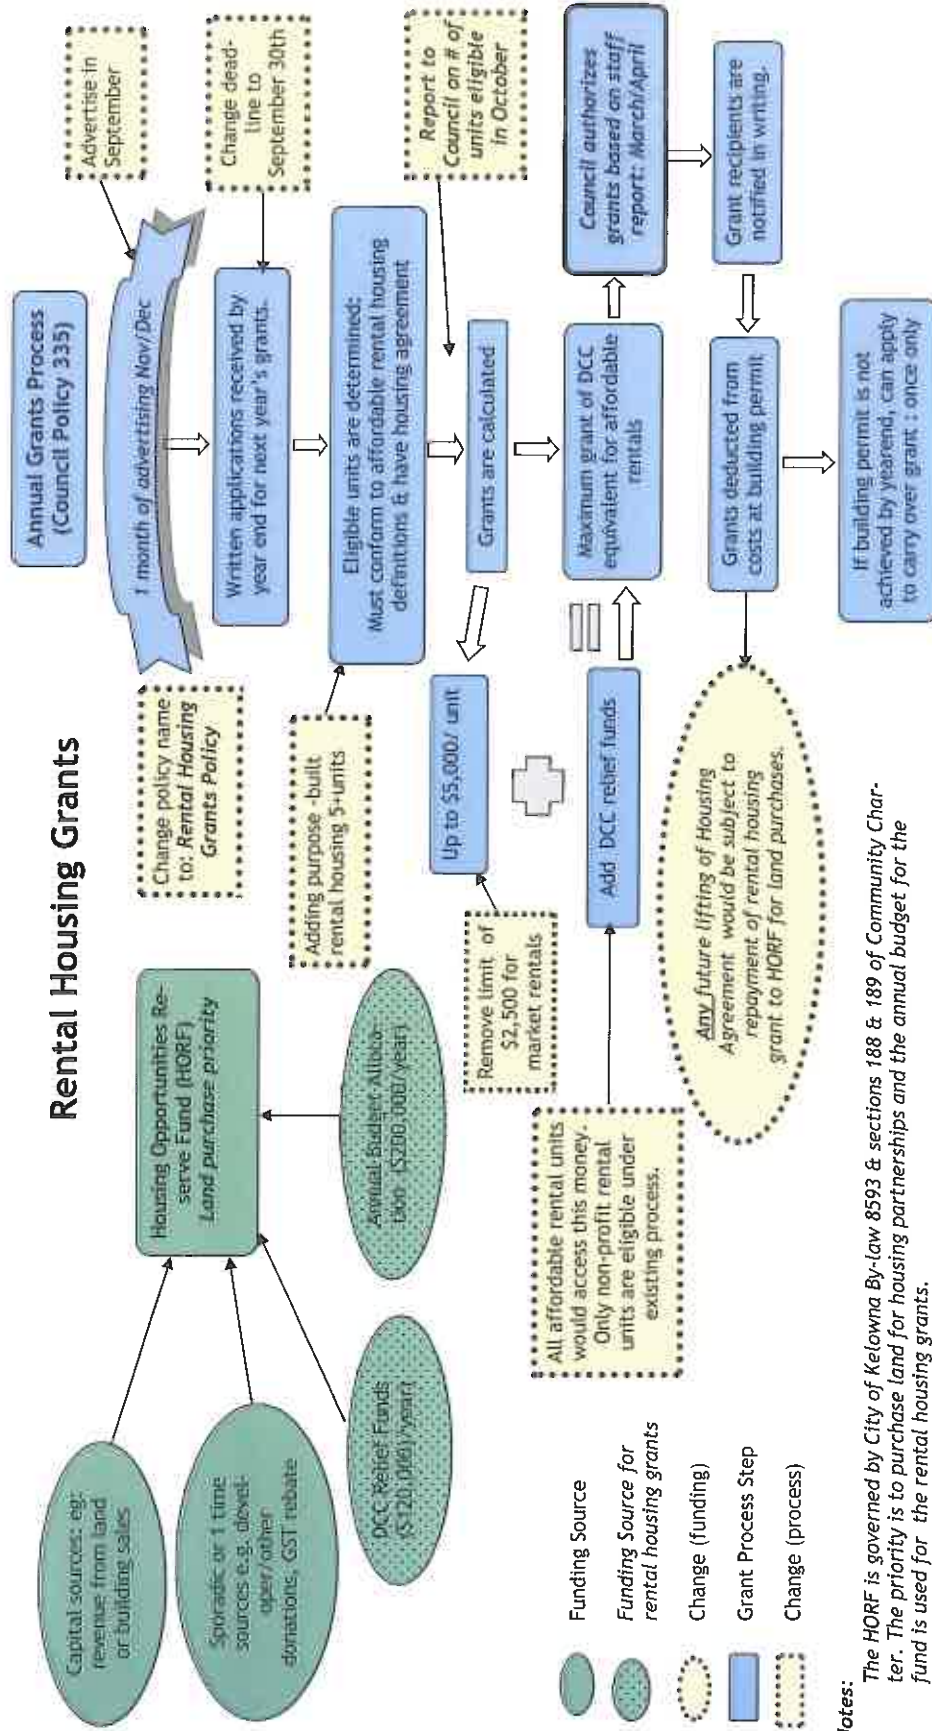 Rental Housing Grants
Capital sources: eg:
revenue from land
or building sales
Sporadic or 1 time
sources e.g. devel-
oper/other
donations, GST rebate
DCC Relief Funds
($120,000)/year)
Annual Budget Alloca-
tion: ($200,000/year)
Housing Opportunities Re-
serve Fund (HORF)
Land purchase priority
Annual Grants Process
(Council Policy 335)
Change policy name
to: Rental Housing
Grants Policy
1 month of advertising Nov/Dec
Advertise in
September
Written applications received by
year end for next year's grants.
Change dead-
line to
September 30th
Adding purpose -built
rental housing 5+units
Eligible units are determined:
Must conform to affordable rental housing
definitions & have housing agreement
Report to
Council on # of
units eligible
in October
Grants are calculated
Up to $5,000/ unit
Remove limit of
$2,500 for
market rentals
Add DCC relief funds
All affordable rental units
would access this money.
Only non-profit rental
units are eligible under
existing process.
Maximum grant of DCC
equivalent for affordable
rentals
Council authorizes
grants based on staff
report: March/April
Grant recipients are
notified in writing.
Grants deducted from
costs at building permit
Any future lifting of Housing
Agreement would be subject to
repayment of rental housing
grant to HORF for land purchases.
If building permit is not
achieved by yearend, can apply
to carry over grant : once only
Funding Source
Funding Source for
rental housing grants
Change (funding)
Grant Process Step
Change (process)
lotes:
The HORF is governed by City of Kelowna By-law 8593 & sections 188 & 189 of Community Char-
ter. The priority is to purchase land for housing partnerships and the annual budget for the
fund is used for the rental housing grants.